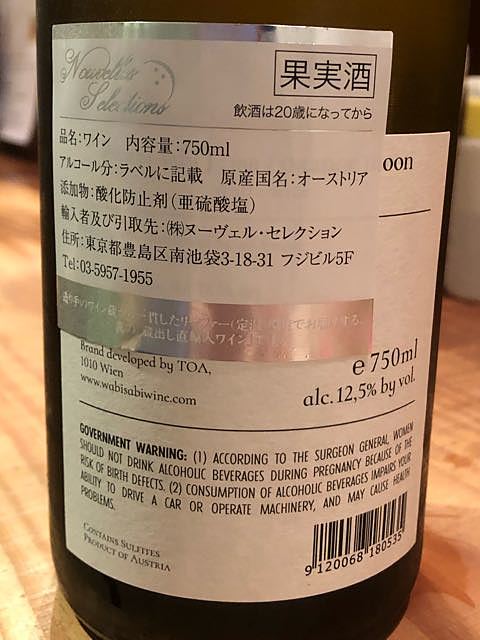 Nouvelles
Selections
果実酒
飲酒は20歳になってから
品名：ワイン 内容量：750ml
アルコール分：ラベルに記載 原産国名：オーストリア
添加物：酸化防止剤（亜硫酸塩）
輸入者及び引取先：㈱ヌーヴェル・セレクション
住所：東京都豊島区南池袋3-18-31 フジビル5F
Tel：03-5957-1955
oon
Brand developed by TOA,
1010 Wien
www.wabisabiwine.com
e 750ml
alc. 12,5% by vol.
GOVERNMENT WARNING: (1) ACCORDING TO THE SURGEON GENERAL, WOMEN
SHOULD NOT DRINK ALCOHOLIC BEVERAGES DURING PREGNANCY BECAUSE OF THE
RISK OF BIRTH DEFECTS. (2) CONSUMPTION OF ALCOHOLIC BEVERAGES IMPAIRS YOUR
ABILITY TO DRIVE A CAR OR OPERATE MACHINERY, AND MAY CAUSE HEALTH
PROBLEMS.
CONTAINS SULFITES
PRODUCT OF AUSTRIA
9 120068 180535